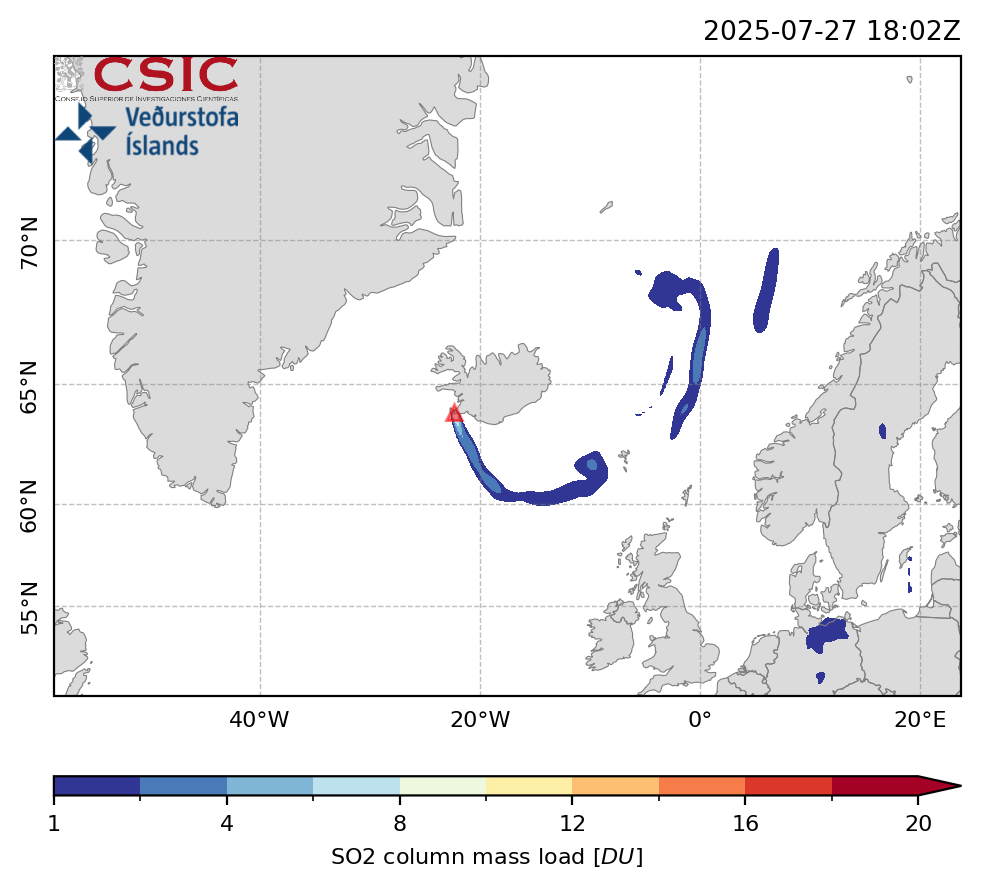 2025-07-27 18:02Z
CSIC
CONSEJO SUPERIOR DE INVESTIGACIONES CIENTÍFICAS
Veðurstofa
Íslands
70°N
65°N
60°N
55°N
40°W 20°W 0° 20°E
1 4 8 12 16 20
SO2 column mass load [DU]